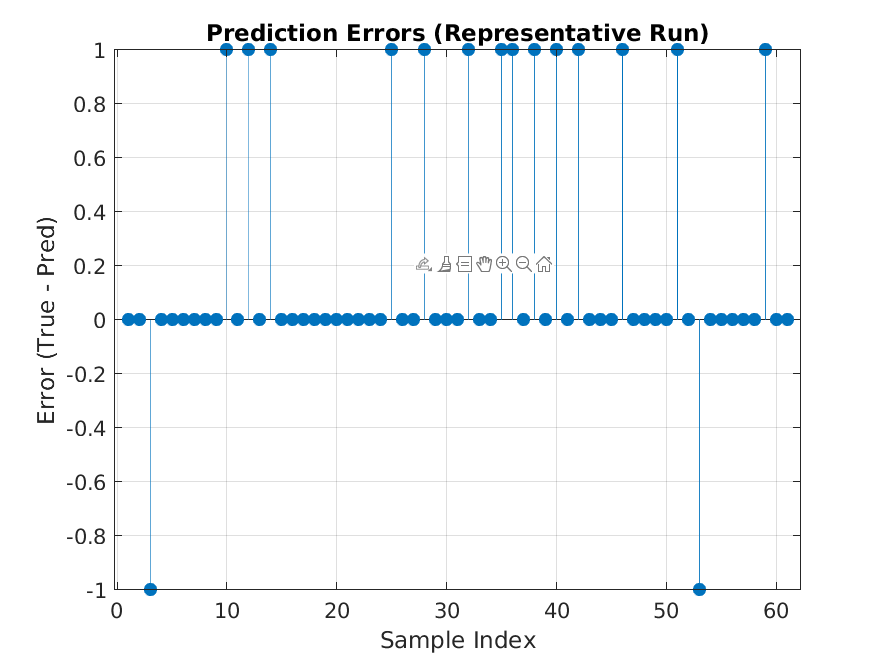 Prediction Errors (Representative Run)
1
0.8
0.6
0.4
0.2
0
-0.2
-0.4
-0.6
-0.8
-1
Error (True - Pred)
0 10 20 30 40 50 60
Sample Index